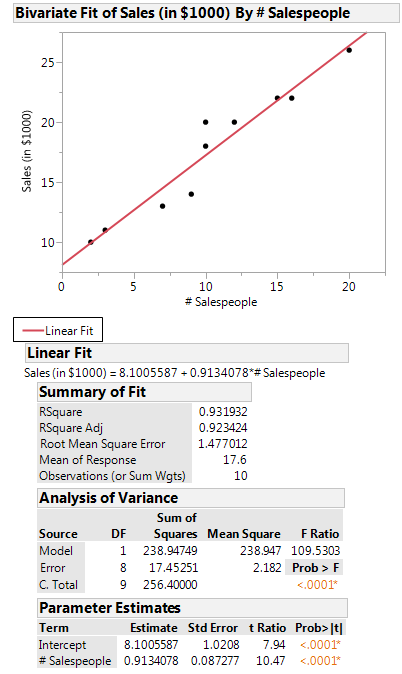 Bivariate Fit of Sales (in $1000) By # Salespeople
25
20
15
10
Sales (in $1000)
0 5 10 15 20
# Salespeople
Linear Fit
Linear Fit
Sales (in $1000) = 8.1005587 + 0.9134078*# Salespeople
Summary of Fit
RSquare 0.931932
RSquare Adj 0.923424
Root Mean Square Error 1.477012
Mean of Response 17.6
Observations (or Sum Wgts) 10
Analysis of Variance
Sum of
Source DF Squares Mean Square F Ratio
Model 1 238.94749 238.947 109.5303
Error 8 17.45251 2.182 Prob > F
C. Total 9 256.40000 <.0001*
Parameter Estimates
Term Estimate Std Error t Ratio Prob>|t|
Intercept 8.1005587 1.0208 7.94 <.0001*
# Salespeople 0.9134078 0.087277 10.47 <.0001*